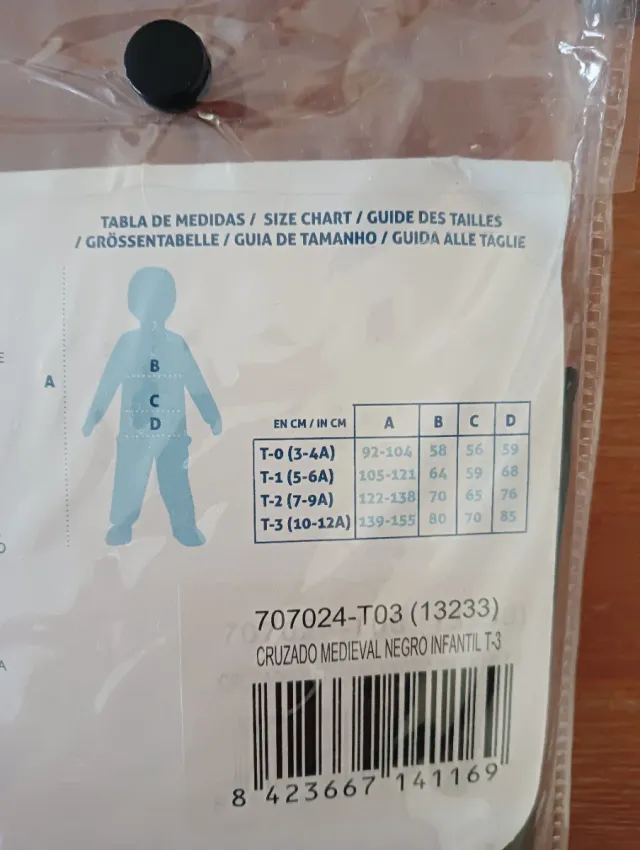 TABLA DE MEDIDAS / SIZE CHART / GUIDE DES TAILLES
/ GRÖSSENTABELLE / GUIA DE TAMANHO / GUIDA ALLE TAGLIE
A
B
C
D
EN CM / IN CM A B C D
T-0 (3-4A) 92-104 58 56 59
T-1 (5-6A) 105-121 64 59 68
T-2 (7-9A) 122-138 70 65 76
T-3 (10-12A) 139-155 80 70 85
707024-T03 (13233)
CRUZADO MEDIEVAL NEGRO INFANTIL T-3
8 423667 141169